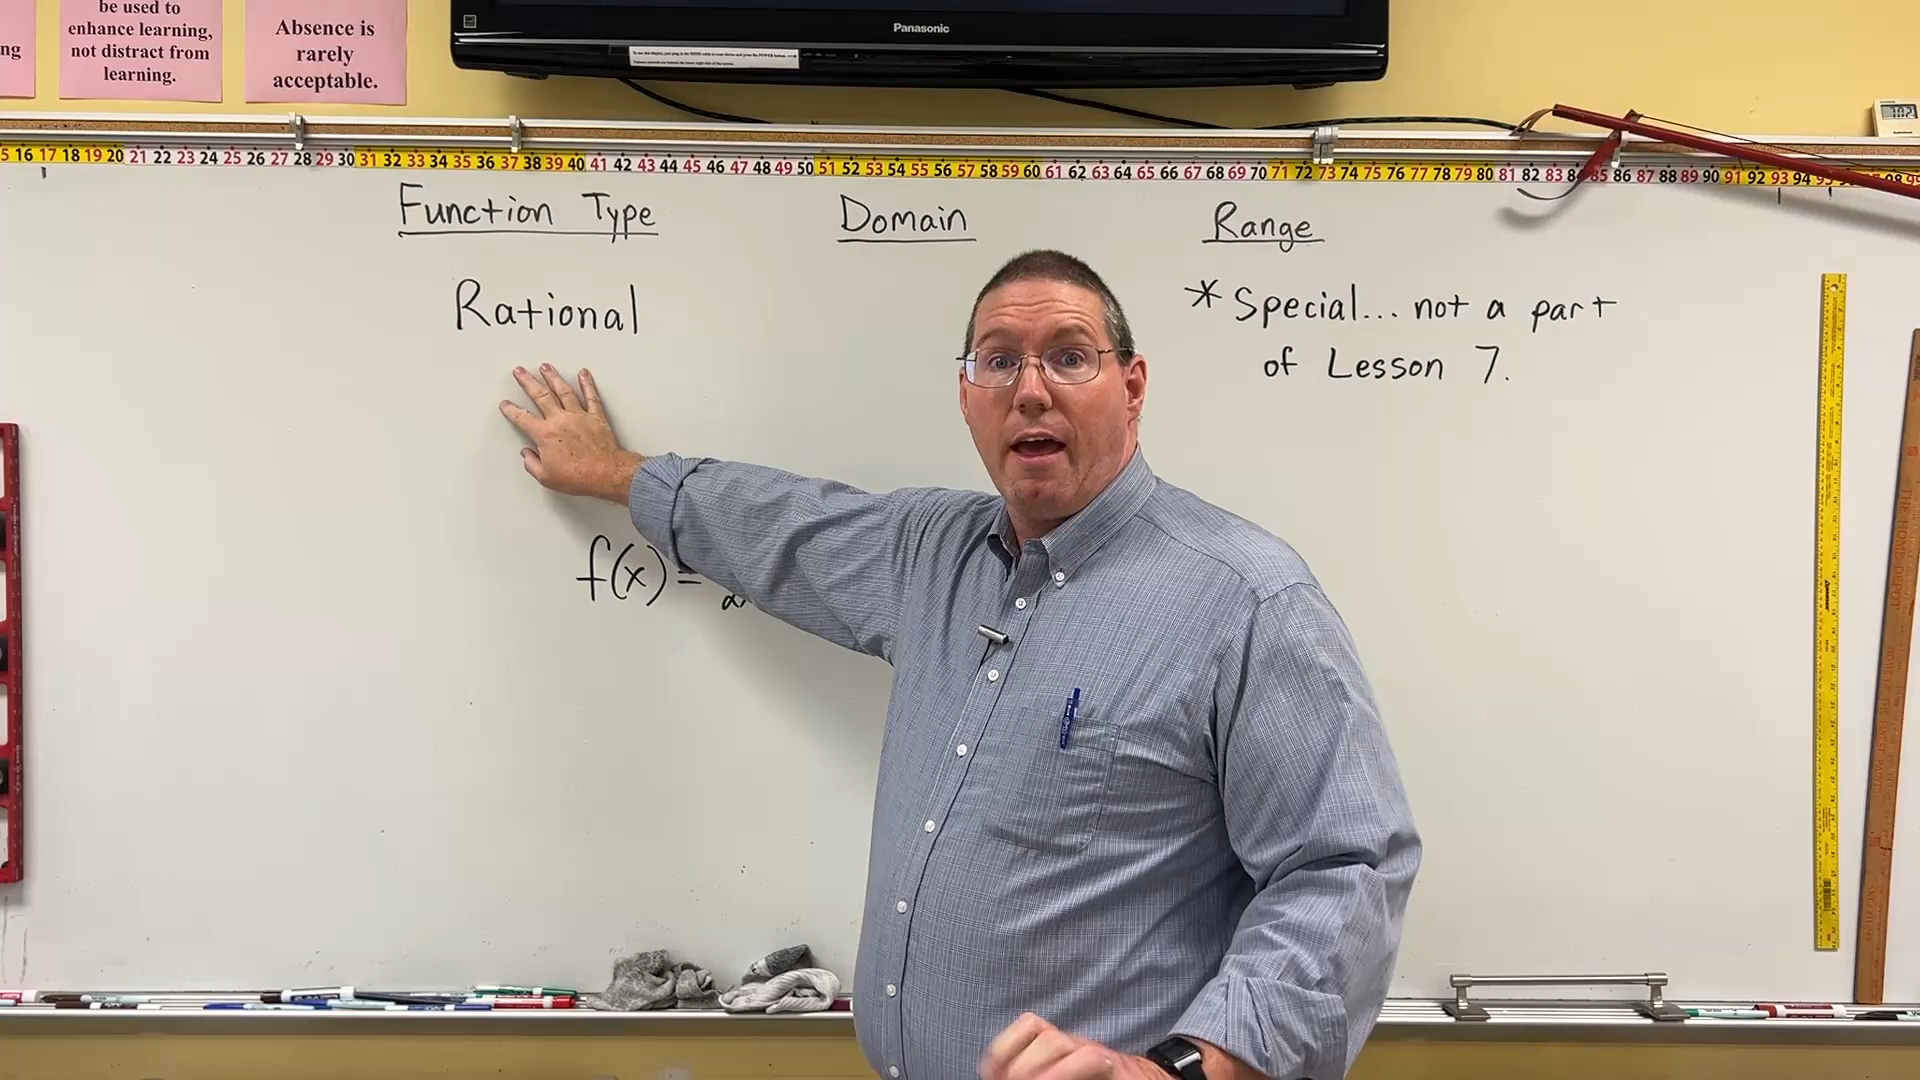 be used to
enhance learning,
not distract from
learning.
Absence is
rarely
acceptable.
ng
Panasonic
16 17 18 19 20 21 22 23 24 25 26 27 28 29 30 31 32 33 34 35 36 37 38 39 40 41 42 43 44 45 46 47 48 49 50 51 52 53 54 55 56 57 58 59 60 61 62 63 64 65 66 67 68 69 70 71 72 73 74 75 76 77 78 79 80 81 82 83 85 86 87 88 89 90 91 92 93 94
Function Type
Domain
Range
Rational
* Special... not a part
of Lesson 7.
f(x) =
THE HOME DEPOT